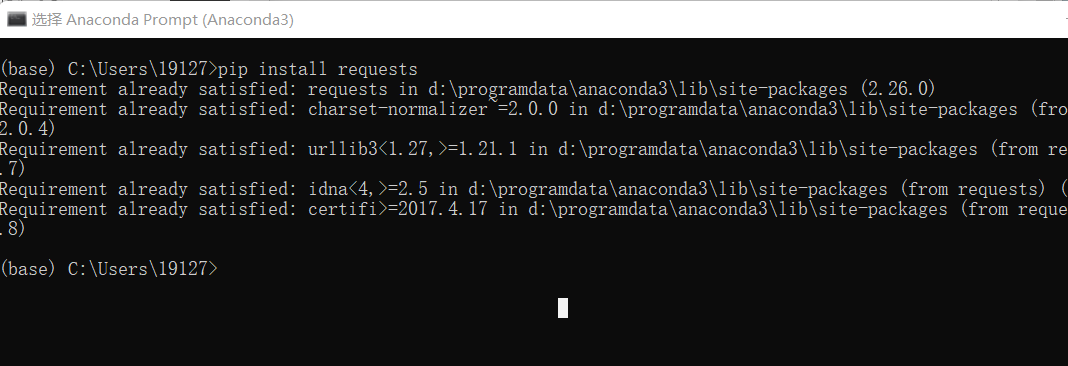 选择 Anaconda Prompt (Anaconda3)
(base) C:\Users\19127>pip install requests
Requirement already satisfied: requests in d:\programdata\anaconda3\lib\site-packages (2.26.0)
Requirement already satisfied: charset-normalizer~=2.0.0 in d:\programdata\anaconda3\lib\site-packages (fro
2.0.4)
Requirement already satisfied: urllib3<1.27,>=1.21.1 in d:\programdata\anaconda3\lib\site-packages (from re
.7)
Requirement already satisfied: idna<4,>=2.5 in d:\programdata\anaconda3\lib\site-packages (from requests) (
Requirement already satisfied: certifi>=2017.4.17 in d:\programdata\anaconda3\lib\site-packages (from reque
.8)
(base) C:\Users\19127>